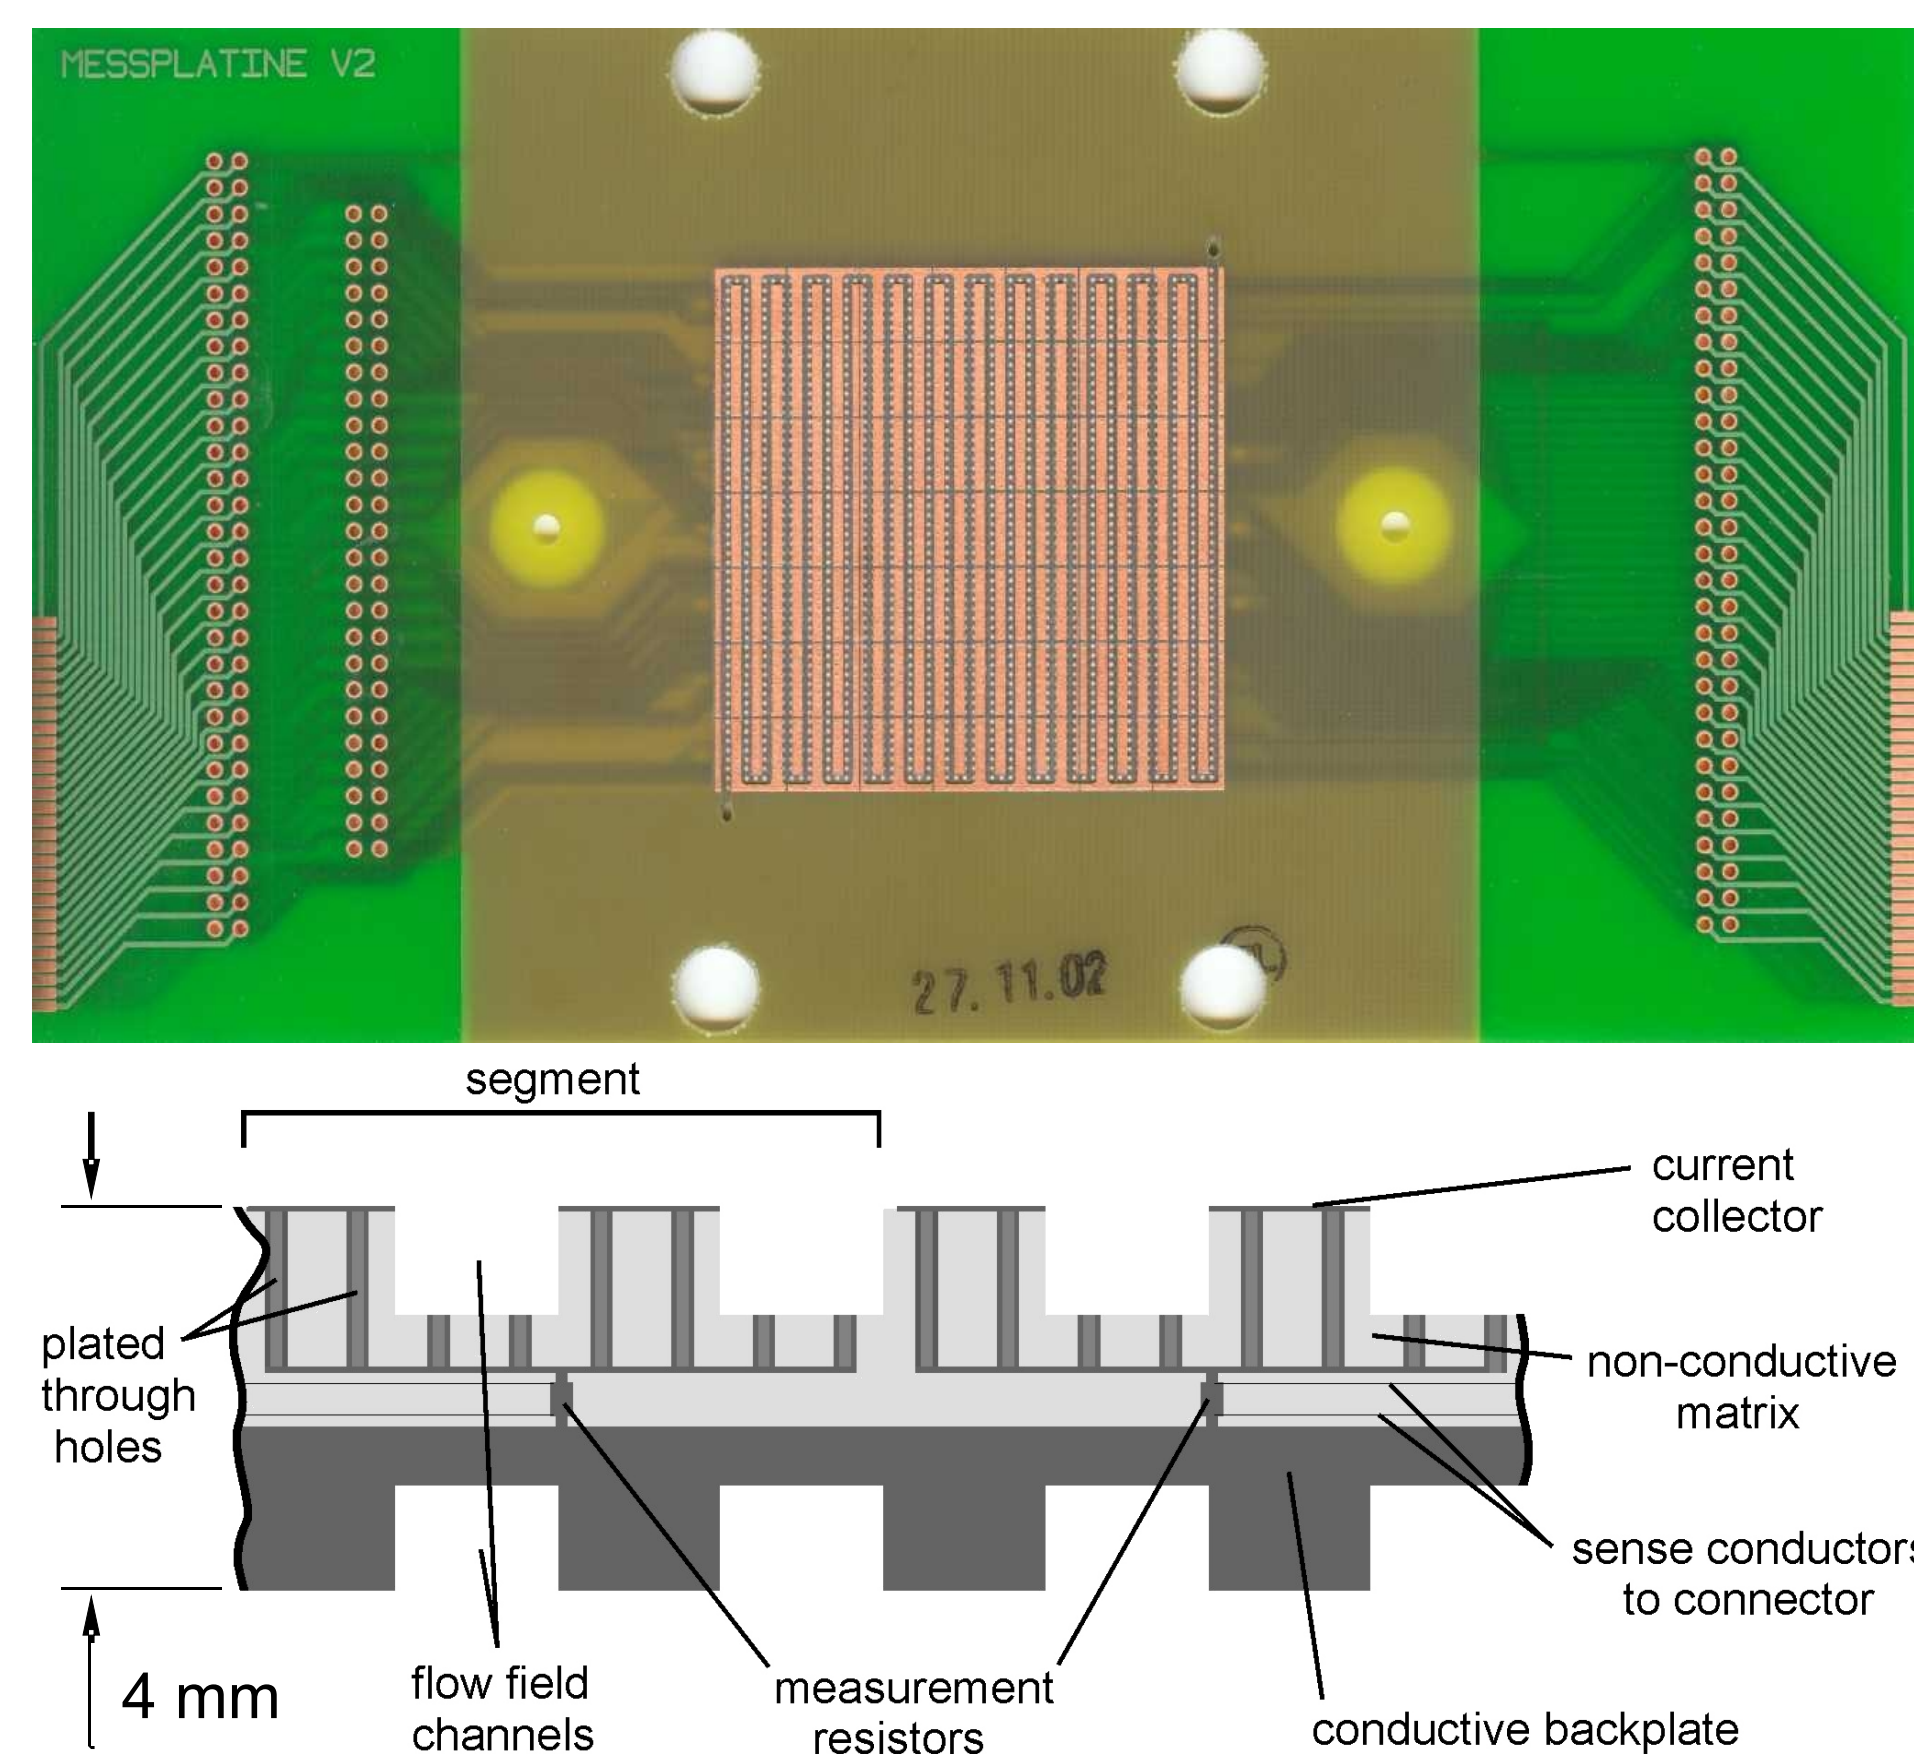 MESSPLATINE V2
27.11.02
segment
current
collector
plated
through
holes
non-conductive
matrix
sense conductors
to connector
4 mm
flow field
channels
measurement
resistors
conductive backplate